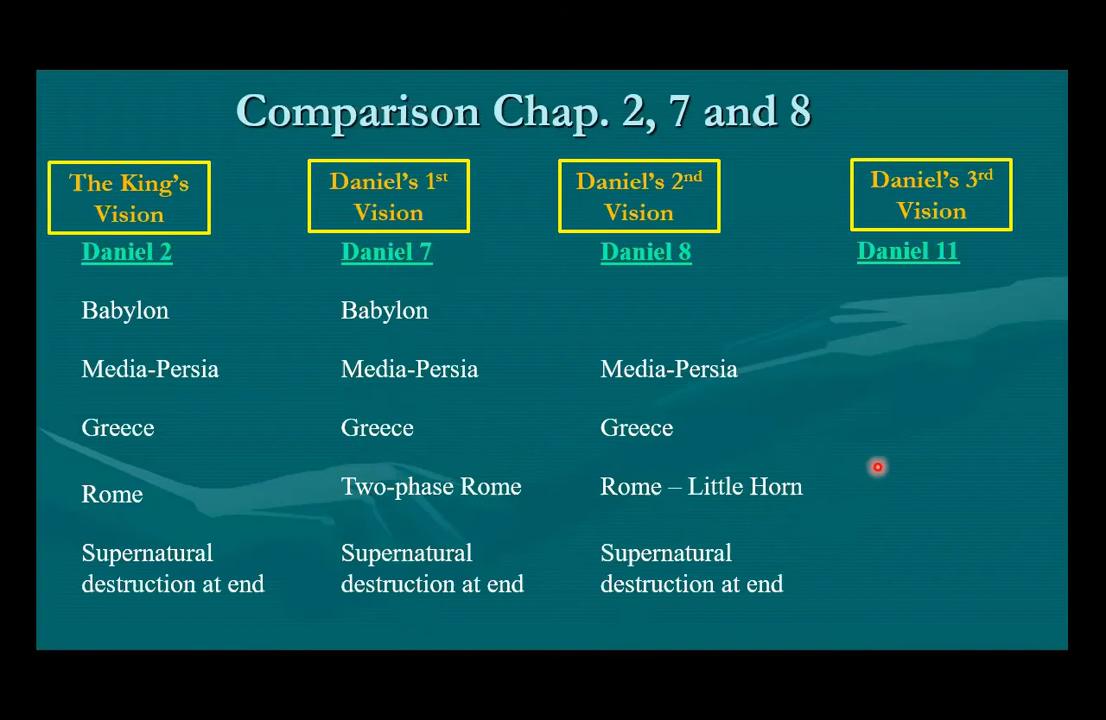 Comparison Chap. 2, 7 and 8
The King's
Vision
Daniel 2
Babylon
Media-Persia
Greece
Rome
Supernatural
destruction at end
Daniel's 1st
Vision
Daniel 7
Babylon
Media-Persia
Greece
Two-phase Rome
Supernatural
destruction at end
Daniel's 2nd
Vision
Daniel 8
Media-Persia
Greece
Rome – Little Horn
Supernatural
destruction at end
Daniel's 3rd
Vision
Daniel 11